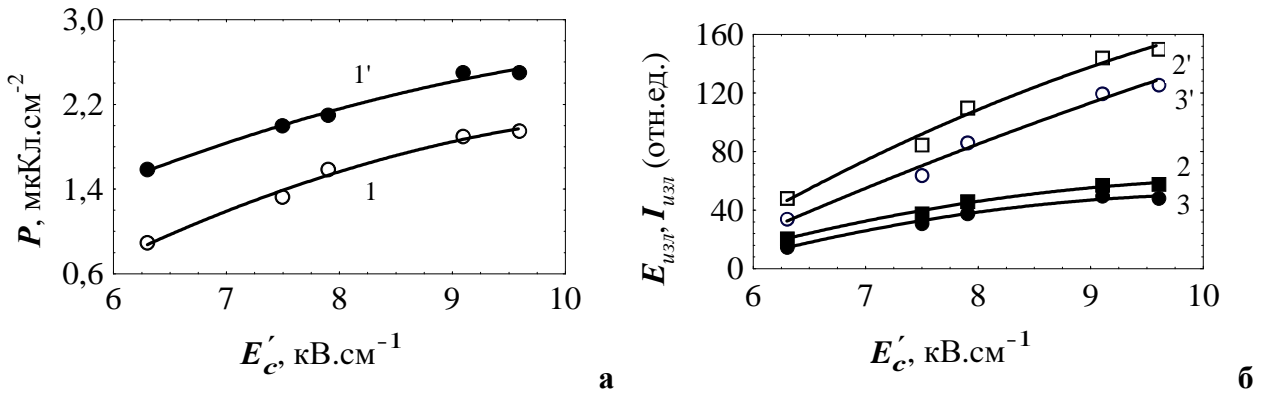 3,0
2,2
1,4
0,6
P, мкКл.см⁻²
1'
1
6 7 8 9 10
E′c, кВ.см⁻¹
а
160
120
80
40
0
Eизл, Iизл (отн.ед.)
2'
3'
2
3
6 7 8 9 10
E′c, кВ.см⁻¹
б